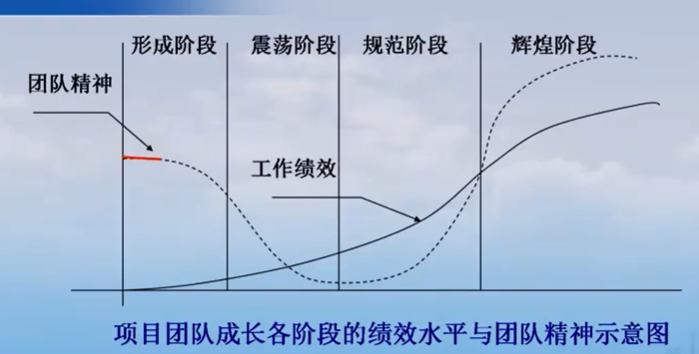 形成阶段
震荡阶段
规范阶段
辉煌阶段
团队精神
工作绩效
项目团队成长各阶段的绩效水平与团队精神示意图